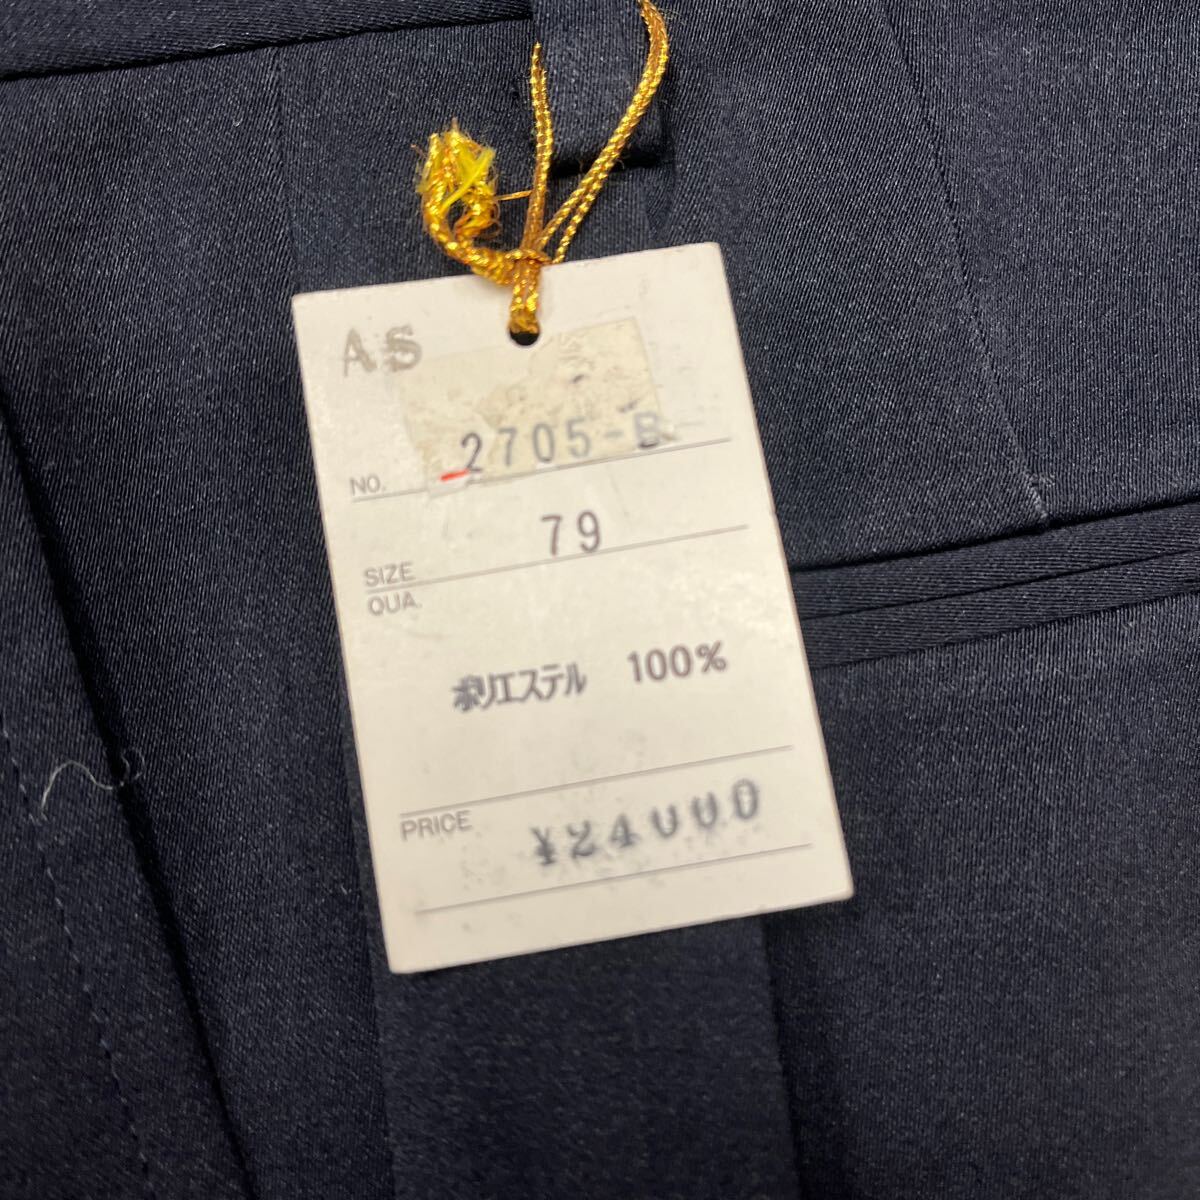 AS
NO. 2705-B
79
SIZE
QUA.
ポリエステル 100%
PRICE ¥24000